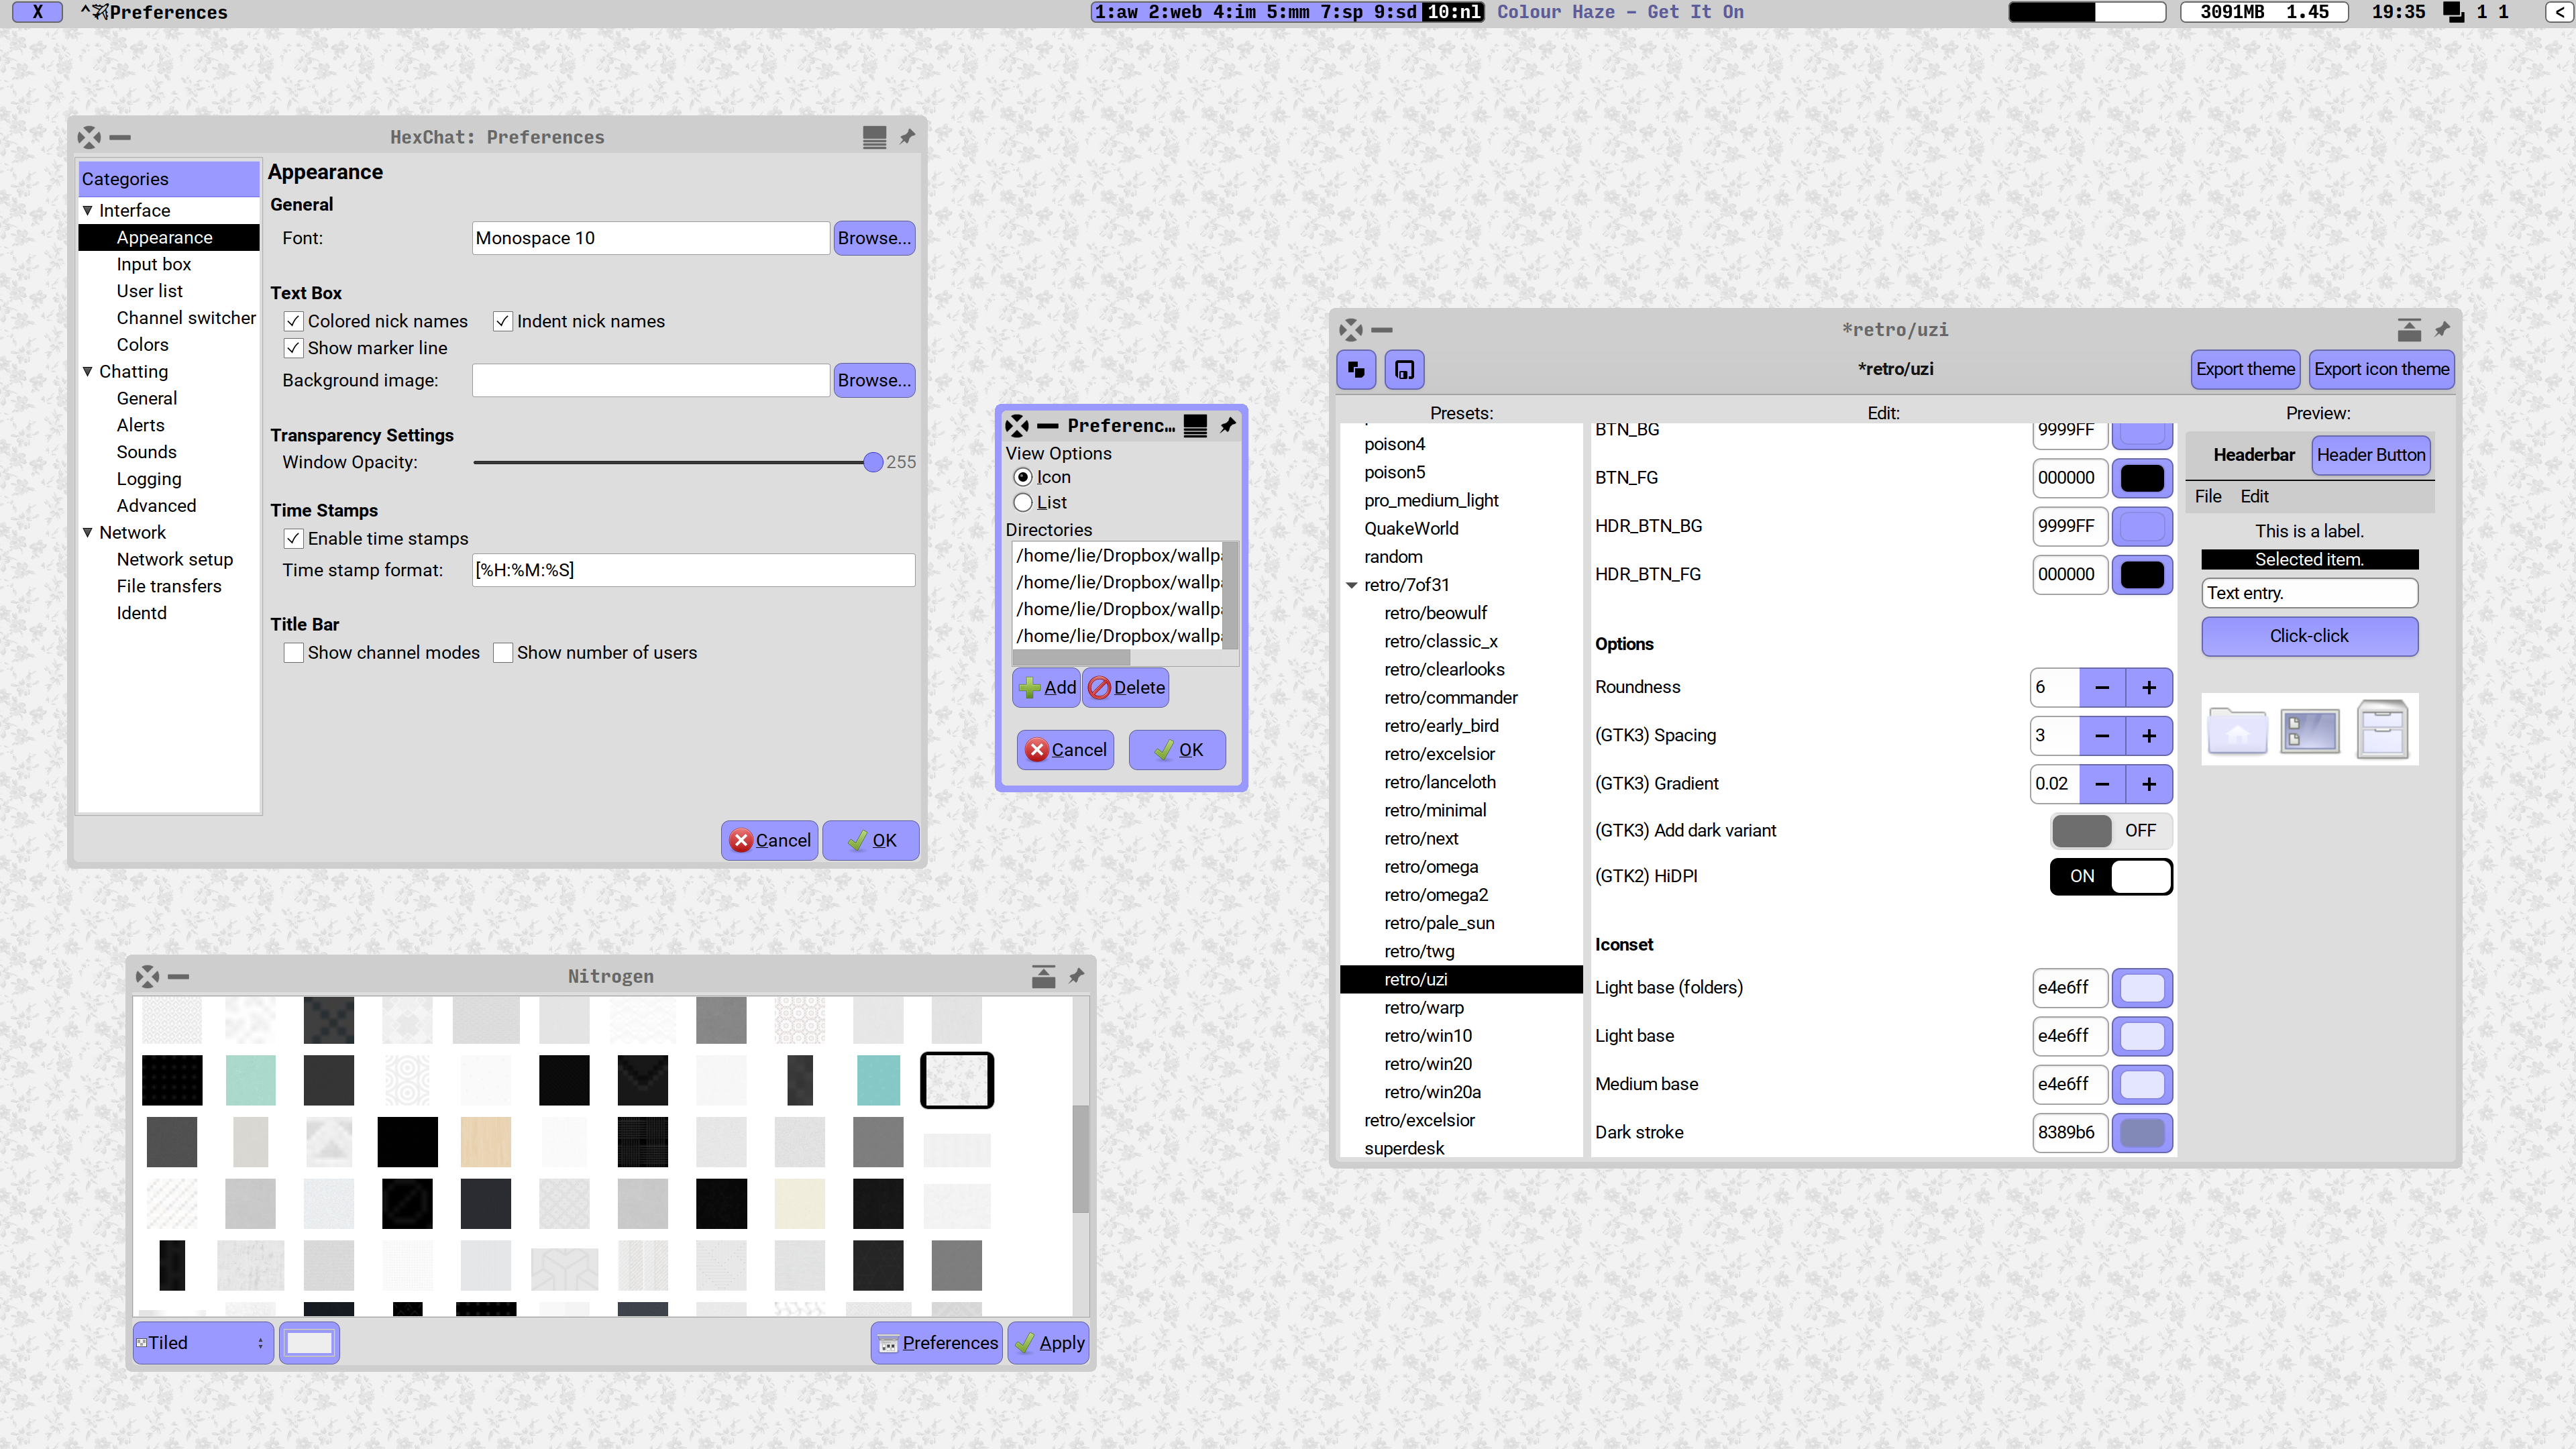 X ^Preferences 1:aw 2:web 4:im 5:mm 7:sp 9:sd 10:nl Colour Haze – Get It On 3091MB 1.45 19:35 1 1 <
HexChat: Preferences
Categories
Interface
Appearance
Input box
User list
Channel switcher
Colors
Chatting
General
Alerts
Sounds
Logging
Advanced
Network
Network setup
File transfers
Identd
Appearance
General
Font: Monospace 10 Browse...
Text Box
Colored nick names Indent nick names
Show marker line
Background image: Browse...
Transparency Settings
Window Opacity: 255
Time Stamps
Enable time stamps
Time stamp format: [%H:%M:%S]
Title Bar
Show channel modes Show number of users
Cancel OK
Preferenc...
View Options
Icon
List
Directories
/home/lie/Dropbox/wallp
/home/lie/Dropbox/wallp
/home/lie/Dropbox/wallp
/home/lie/Dropbox/wallp
Add Delete
Cancel OK
*retro/uzi
*retro/uzi Export theme Export icon theme
Presets: Edit: Preview:
poison4
poison5
pro_medium_light
QuakeWorld
random
retro/7of31
retro/beowulf
retro/classic_x
retro/clearlooks
retro/commander
retro/early_bird
retro/excelsior
retro/lanceloth
retro/minimal
retro/next
retro/omega
retro/omega2
retro/pale_sun
retro/twg
retro/uzi
retro/warp
retro/win10
retro/win20
retro/win20a
retro/excelsior
superdesk
BTN_BG 9999FF
BTN_FG 000000
HDR_BTN_BG 9999FF
HDR_BTN_FG 000000
Options
Roundness 6 − +
(GTK3) Spacing 3 − +
(GTK3) Gradient 0.02 − +
(GTK3) Add dark variant OFF
(GTK2) HiDPI ON
Iconset
Light base (folders) e4e6ff
Light base e4e6ff
Medium base e4e6ff
Dark stroke 8389b6
Headerbar Header Button
File Edit
This is a label.
Selected item.
Text entry.
Click-click
Nitrogen
Tiled Preferences Apply